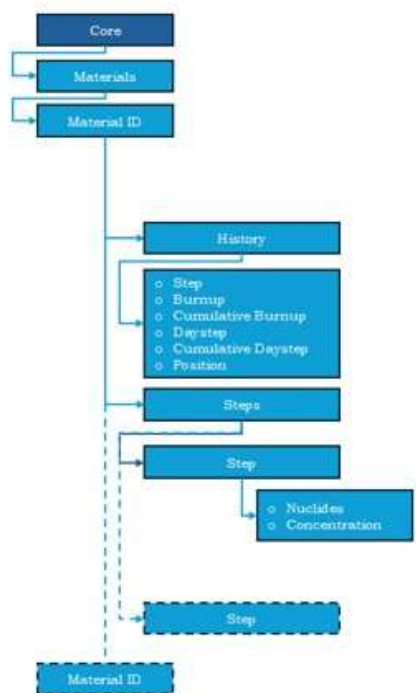 Core
Materials
Material ID
History
o Step
o Burnup
o Cumulative Burnup
o Daystep
o Cumulative Daystep
o Position
Steps
Step
o Nuclides
o Concentration
Step
Material ID